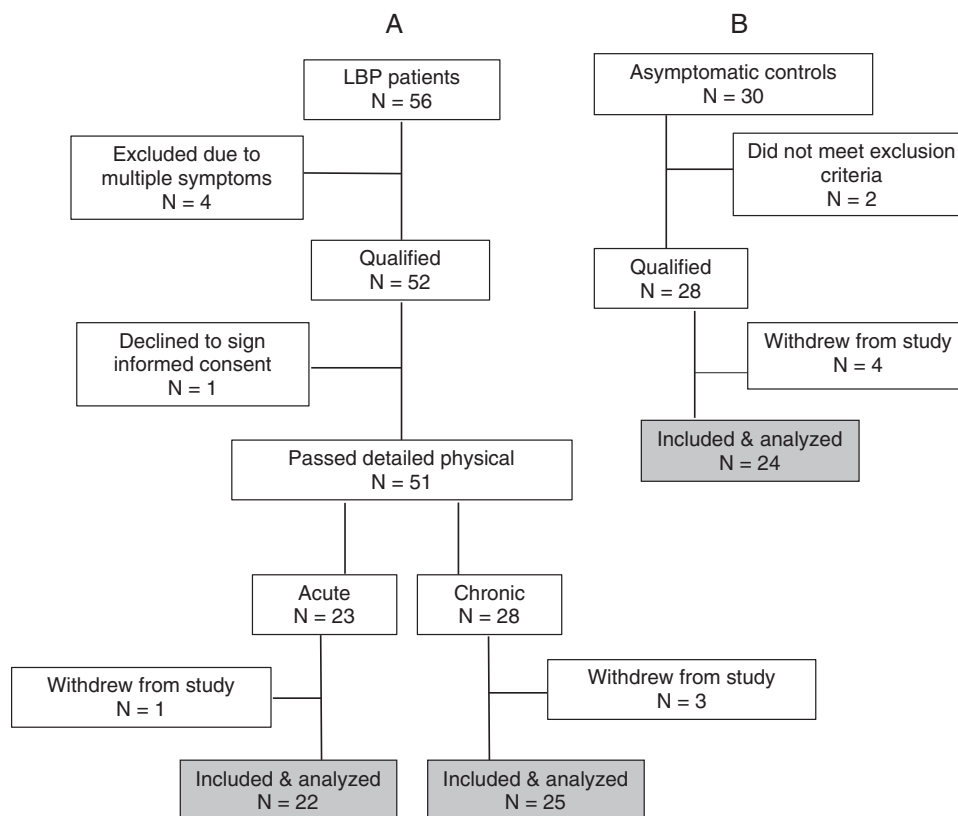 A
LBP patients
N = 56
Excluded due to
multiple symptoms
N = 4
Qualified
N = 52
Declined to sign
informed consent
N = 1
Passed detailed physical
N = 51
Acute
N = 23
Chronic
N = 28
Withdrew from study
N = 1
Withdrew from study
N = 3
Included & analyzed
N = 22
Included & analyzed
N = 25
B
Asymptomatic controls
N = 30
Did not meet exclusion
criteria
N = 2
Qualified
N = 28
Withdrew from study
N = 4
Included & analyzed
N = 24